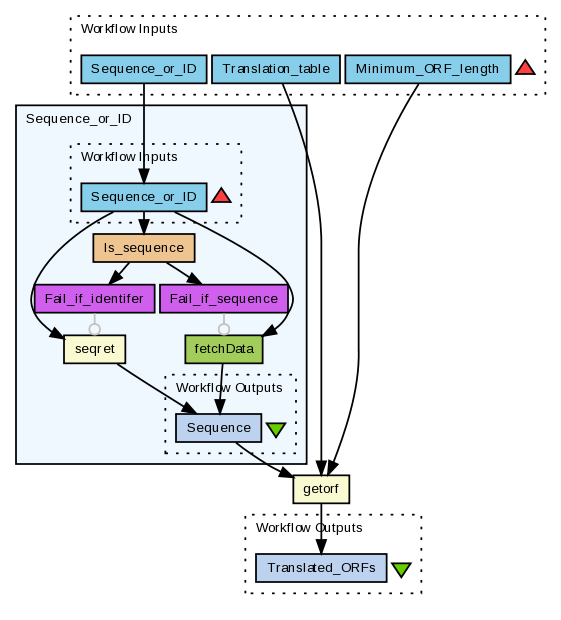 Workflow Inputs
Sequence_or_ID
Translation_table
Minimum_ORF_length
Sequence_or_ID
Workflow Inputs
Sequence_or_ID
Is_sequence
Fail_if_identifer
Fail_if_sequence
seqret
fetchData
Workflow Outputs
Sequence
getorf
Workflow Outputs
Translated_ORFs